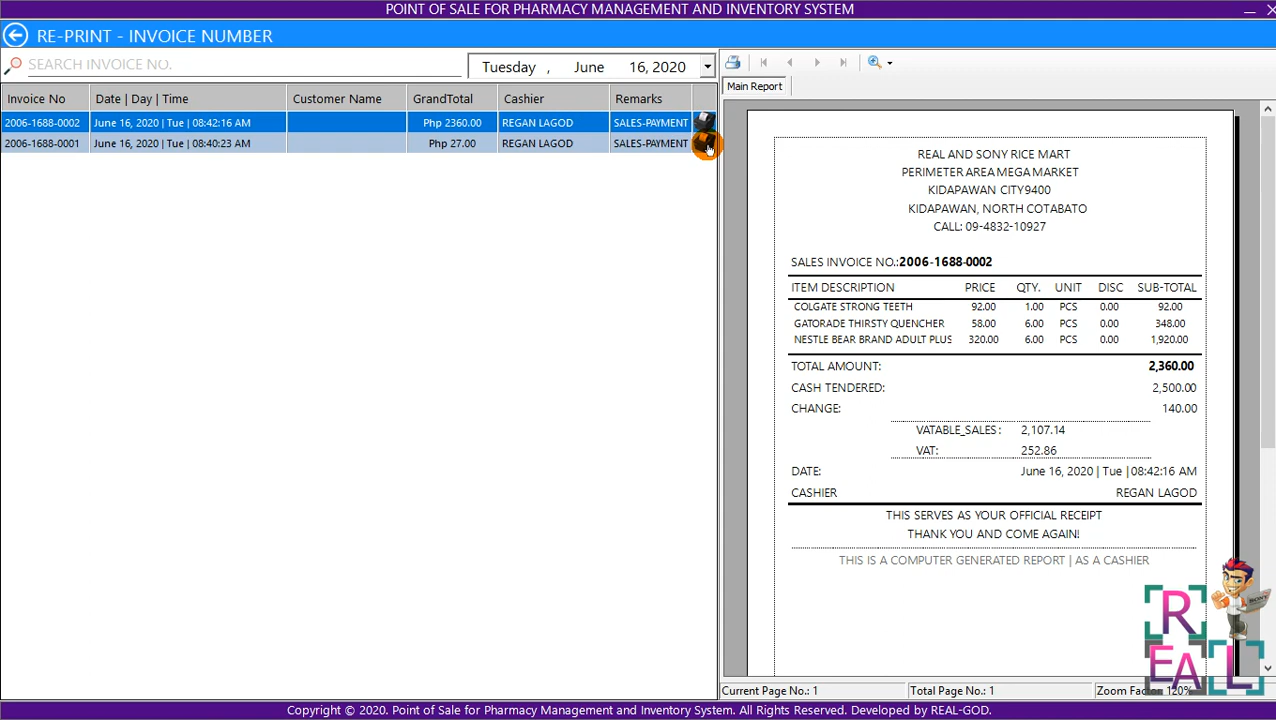 POINT OF SALE FOR PHARMACY MANAGEMENT AND INVENTORY SYSTEM
RE-PRINT - INVOICE NUMBER
SEARCH INVOICE NO.
Tuesday , June 16, 2020
Invoice No Date | Day | Time Customer Name GrandTotal Cashier Remarks
2006-1688-0002 June 16, 2020 | Tue | 08:42:16 AM Php 2360.00 REGAN LAGOD SALES-PAYMENT
2006-1688-0001 June 16, 2020 | Tue | 08:40:23 AM Php 27.00 REGAN LAGOD SALES-PAYMENT
Main Report
REAL AND SONY RICE MART
PERIMETER AREA MEGA MARKET
KIDAPAWAN CITY9400
KIDAPAWAN, NORTH COTABATO
CALL: 09-4832-10927
SALES INVOICE NO.:2006-1688-0002
ITEM DESCRIPTION PRICE QTY. UNIT DISC SUB-TOTAL
COLGATE STRONG TEETH 92.00 1.00 PCS 0.00 92.00
GATORADE THIRSTY QUENCHER 58.00 6.00 PCS 0.00 348.00
NESTLE BEAR BRAND ADULT PLUS 320.00 6.00 PCS 0.00 1,920.00
TOTAL AMOUNT: 2,360.00
CASH TENDERED: 2,500.00
CHANGE: 140.00
VATABLE_SALES : 2,107.14
VAT: 252.86
DATE: June 16, 2020 | Tue |08:42:16 AM
CASHIER REGAN LAGOD
THIS SERVES AS YOUR OFFICIAL RECEIPT
THANK YOU AND COME AGAIN!
THIS IS A COMPUTER GENERATED REPORT | AS A CASHIER
R
EA L
Current Page No.: 1 Total Page No.: 1 Zoom Factor: 120%
Copyright © 2020. Point of Sale for Pharmacy Management and Inventory System. All Rights Reserved. Developed by REAL-GOD.